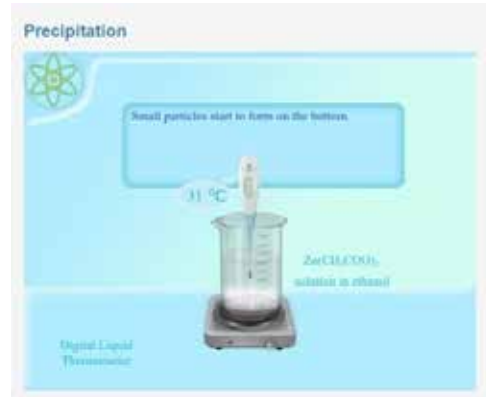 Precipitation
Small particles start to form on the bottom.
31 °C
Zn(CH₃COO)₂
solution in ethanol
Digital Liquid
Thermometer